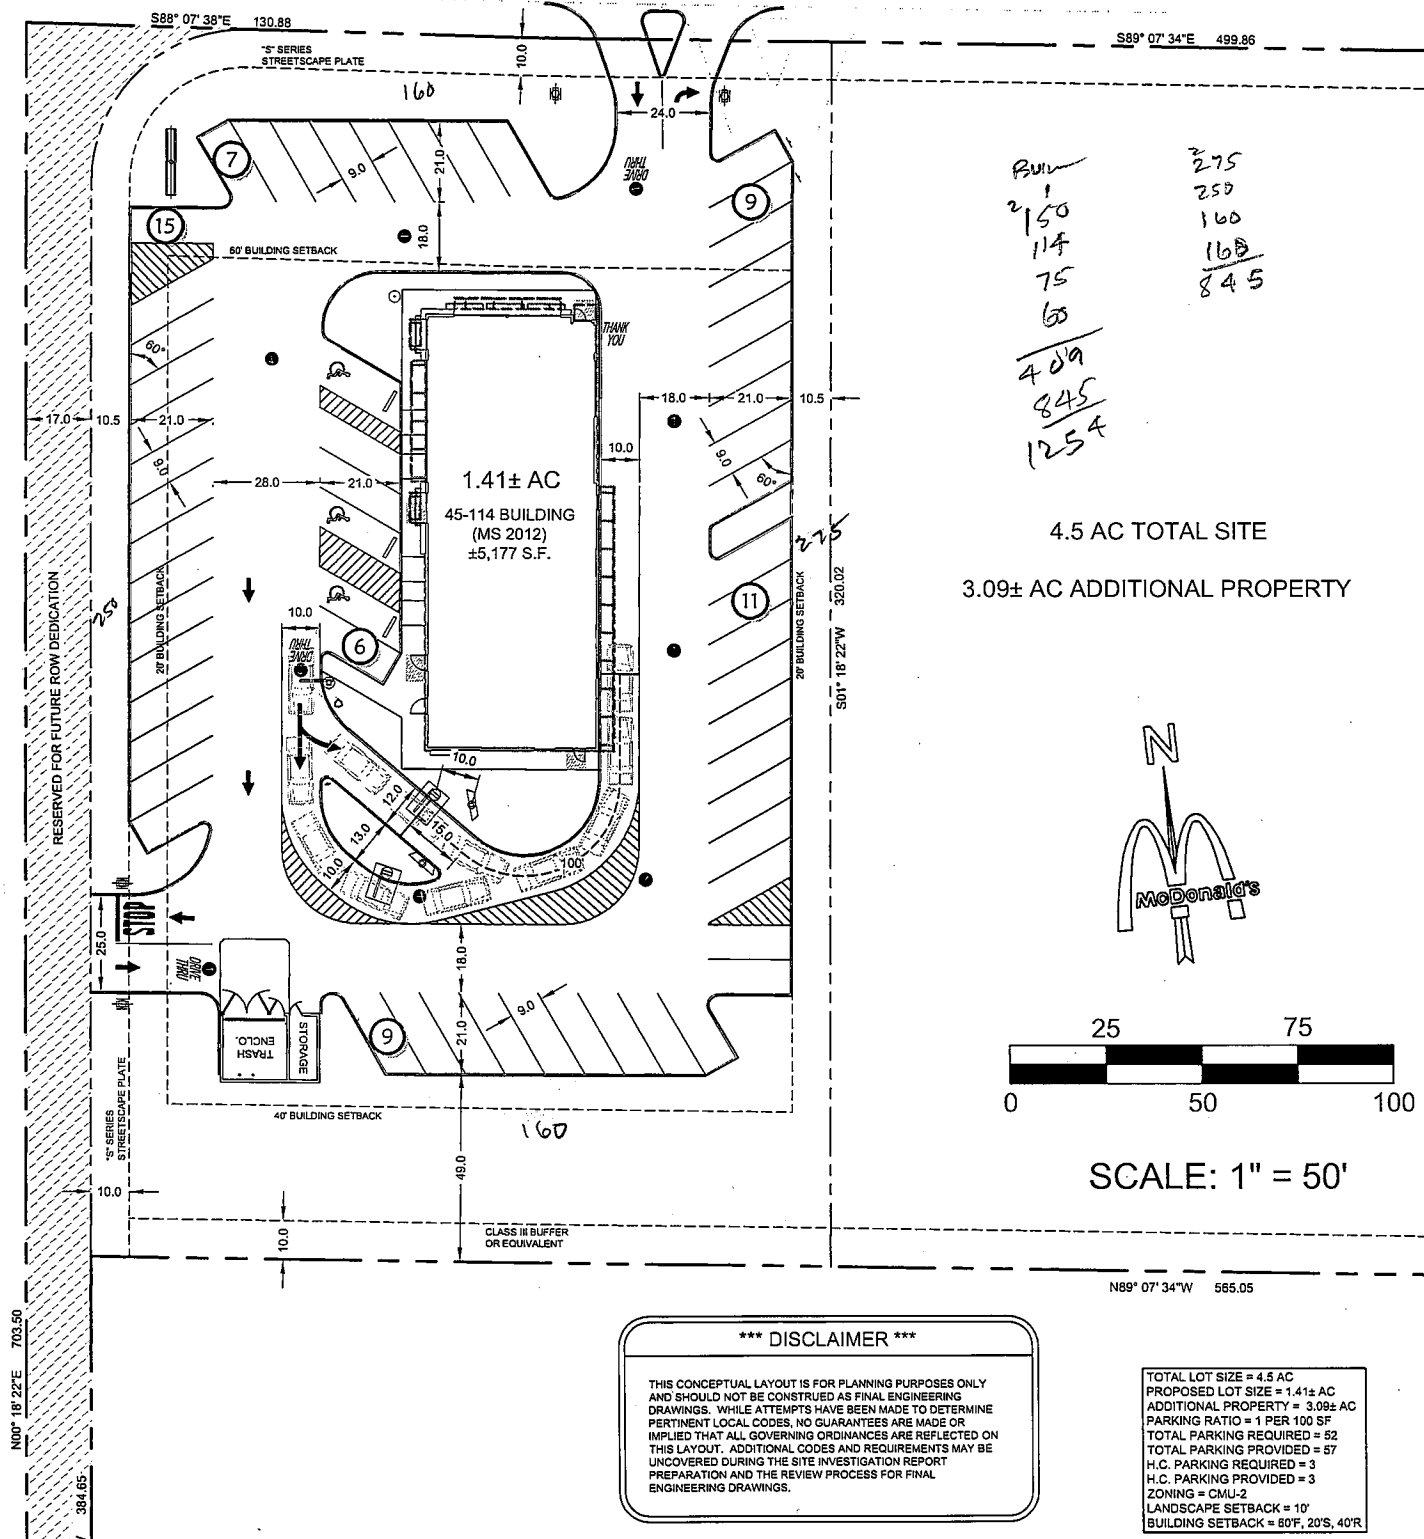 S88° 07' 38"E 130.88
S89° 07' 34"E 499.86
"S" SERIES
STREETSCAPE PLATE
10.0
160
24.0
DRIVE
THRU
7
9.0
21.0
9
15
18.0
60' BUILDING SETBACK
2
150
114
75
60
409
845
1254
2
275
250
160
160
845
THANK
YOU
60°
17.0
10.5
21.0
9.0
18.0
21.0
10.5
10.0
9.0
60°
28.0
21.0
1.41± AC
45-114 BUILDING
(MS 2012)
±5,177 S.F.
275
4.5 AC TOTAL SITE
3.09± AC ADDITIONAL PROPERTY
RESERVED FOR FUTURE ROW DEDICATION
250
20' BUILDING SETBACK
20' BUILDING SETBACK
S01° 18' 22"W 320.02
10.0
DRIVE
THRU
6
11
10.0
12.0
15.0
13.0
10.0
100'
N
McDonald's
STOP
25.0
DRIVE
THRU
18.0
21.0
9.0
9
TRASH
ENCLO.
STORAGE
25 75
0 50 100
SCALE: 1" = 50'
40' BUILDING SETBACK
160
"S" SERIES
STREETSCAPE PLATE
49.0
10.0
10.0
CLASS III BUFFER
OR EQUIVALENT
N89° 07' 34"W 565.05
N00° 18' 22"E 703.50
384.65
*** DISCLAIMER ***
THIS CONCEPTUAL LAYOUT IS FOR PLANNING PURPOSES ONLY
AND SHOULD NOT BE CONSTRUED AS FINAL ENGINEERING
DRAWINGS. WHILE ATTEMPTS HAVE BEEN MADE TO DETERMINE
PERTINENT LOCAL CODES, NO GUARANTEES ARE MADE OR
IMPLIED THAT ALL GOVERNING ORDINANCES ARE REFLECTED ON
THIS LAYOUT. ADDITIONAL CODES AND REQUIREMENTS MAY BE
UNCOVERED DURING THE SITE INVESTIGATION REPORT
PREPARATION AND THE REVIEW PROCESS FOR FINAL
ENGINEERING DRAWINGS.
TOTAL LOT SIZE = 4.5 AC
PROPOSED LOT SIZE = 1.41± AC
ADDITIONAL PROPERTY = 3.09± AC
PARKING RATIO = 1 PER 100 SF
TOTAL PARKING REQUIRED = 52
TOTAL PARKING PROVIDED = 57
H.C. PARKING REQUIRED = 3
H.C. PARKING PROVIDED = 3
ZONING = CMU-2
LANDSCAPE SETBACK = 10'
BUILDING SETBACK = 60'F, 20'S, 40'R